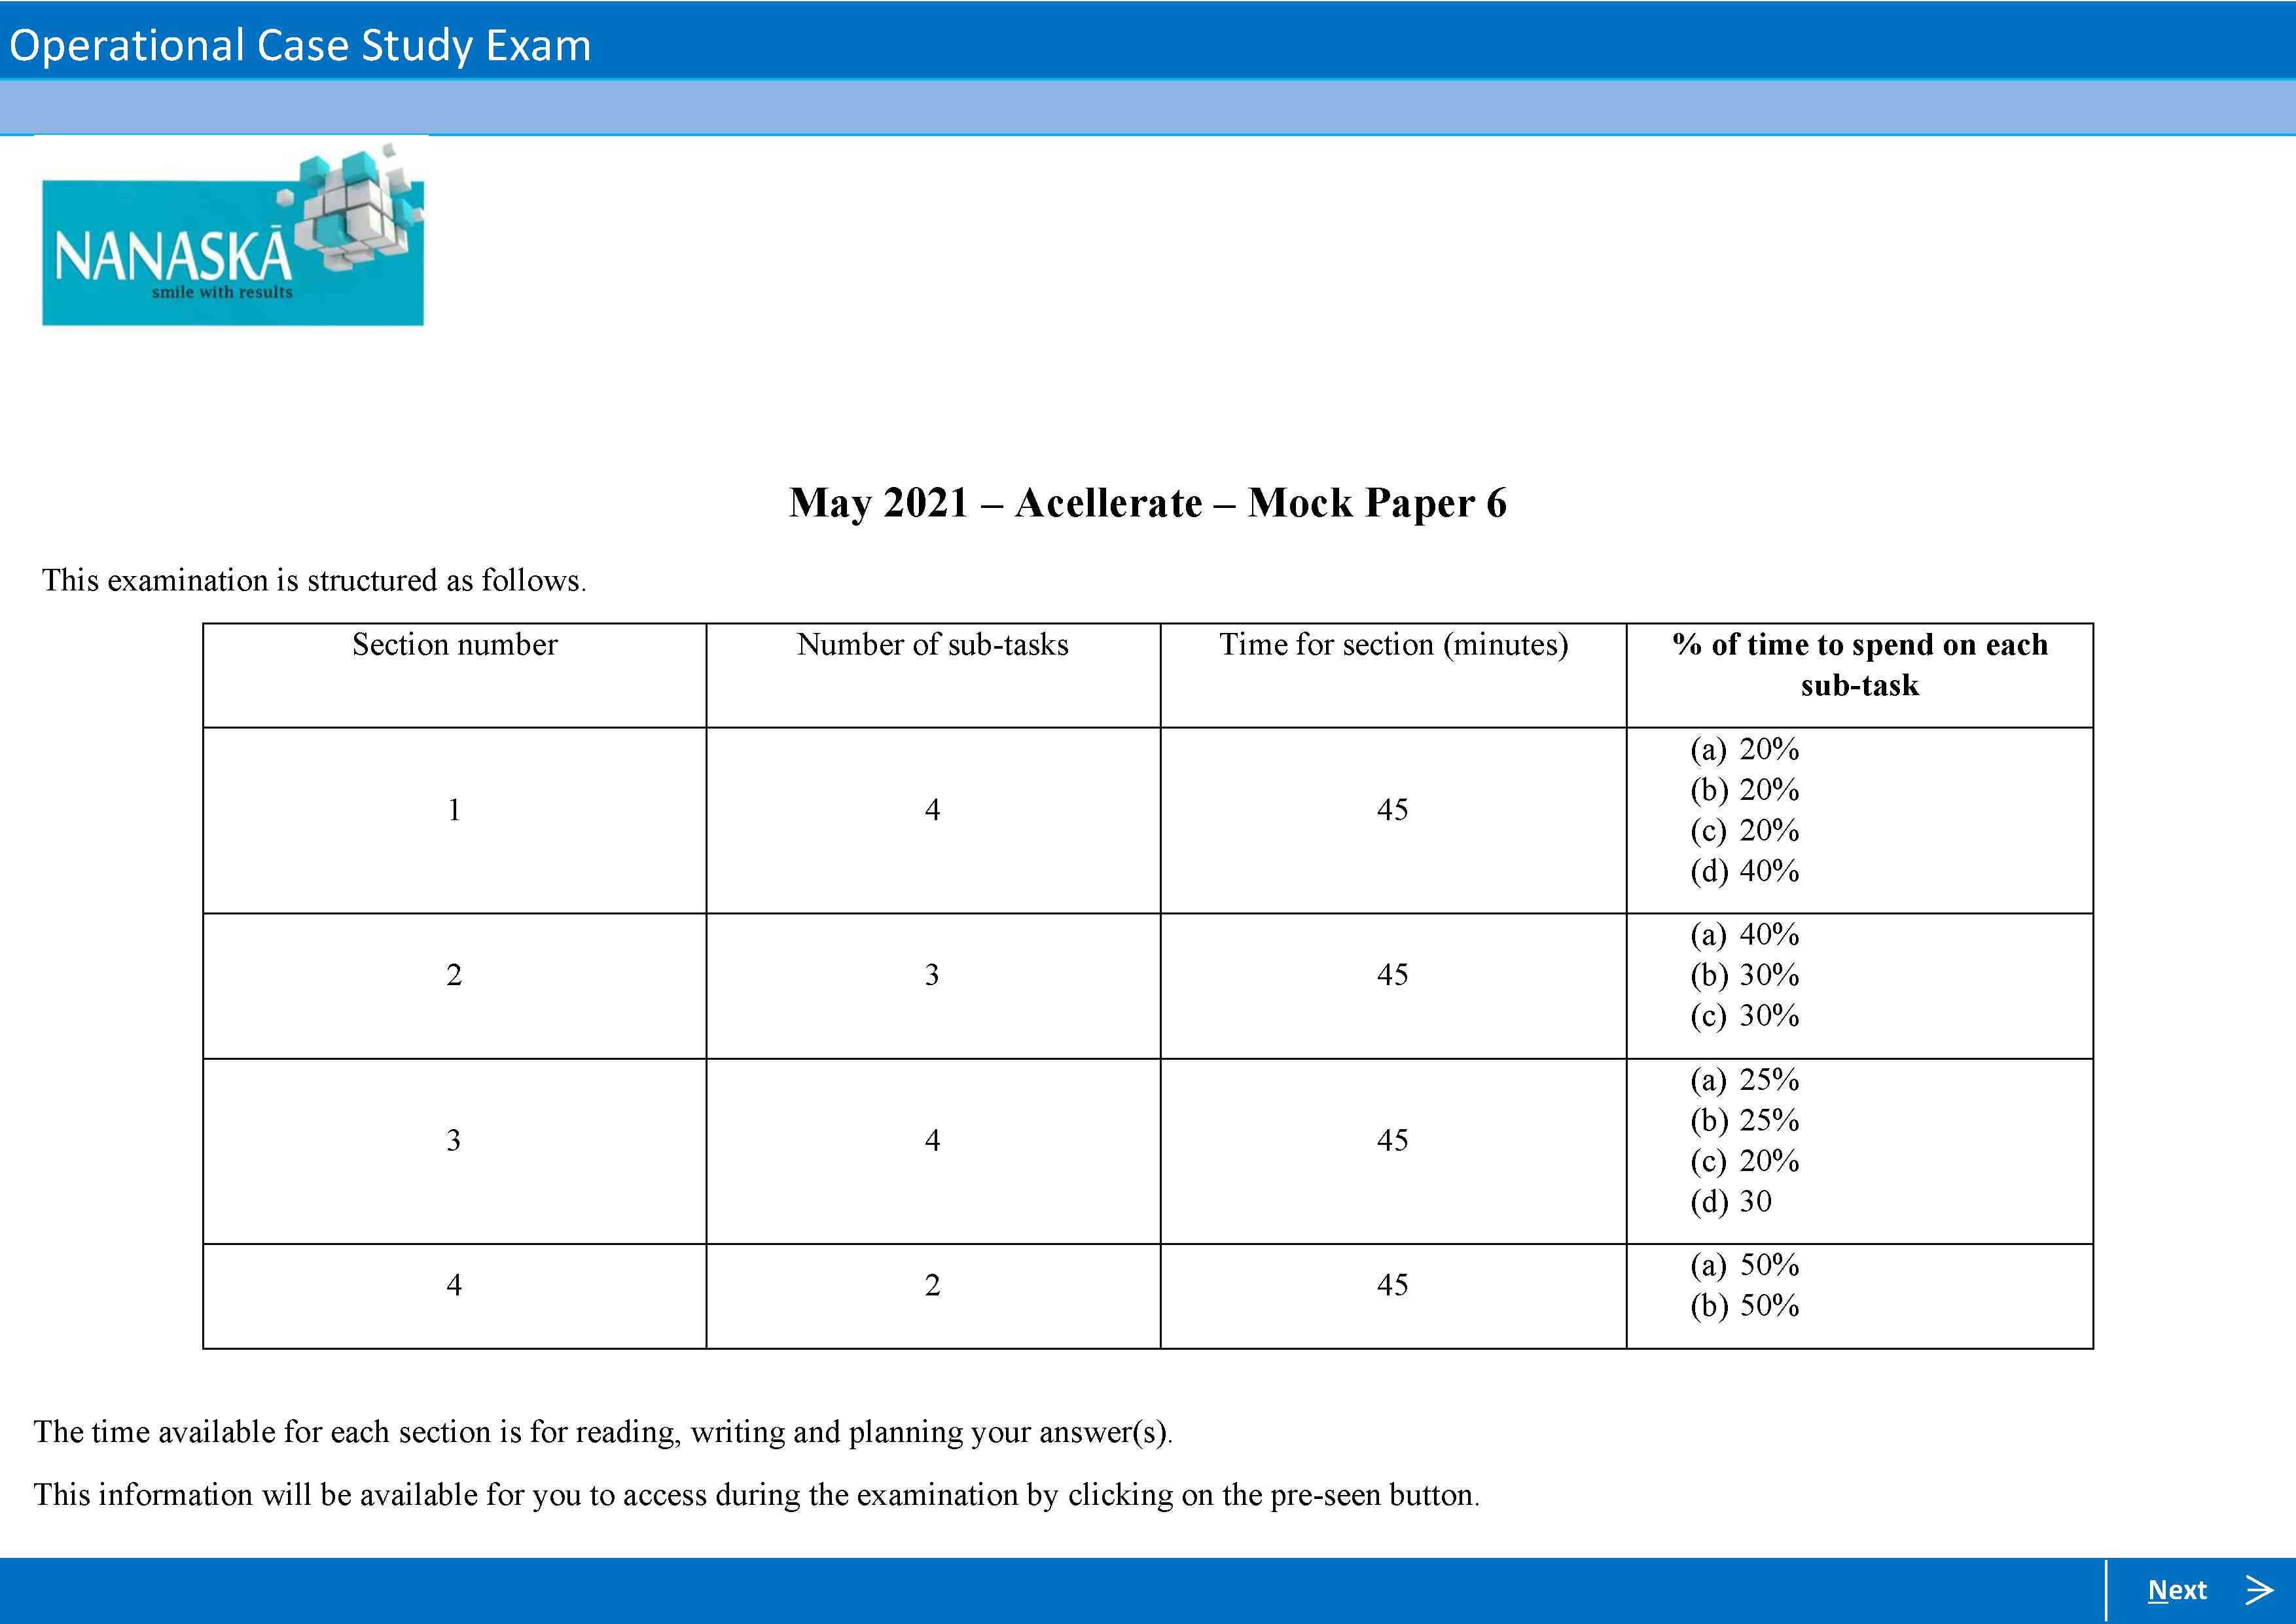 Operational Case Study Exam
NANASKĀ
smile with results
May 2021 – Acellerate – Mock Paper 6
This examination is structured as follows.
Section number Number of sub-tasks Time for section (minutes) % of time to spend on each
sub-task
1 4 45 (a) 20%
(b) 20%
(c) 20%
(d) 40%
2 3 45 (a) 40%
(b) 30%
(c) 30%
3 4 45 (a) 25%
(b) 25%
(c) 20%
(d) 30
4 2 45 (a) 50%
(b) 50%
The time available for each section is for reading, writing and planning your answer(s).
This information will be available for you to access during the examination by clicking on the pre-seen button.
Next